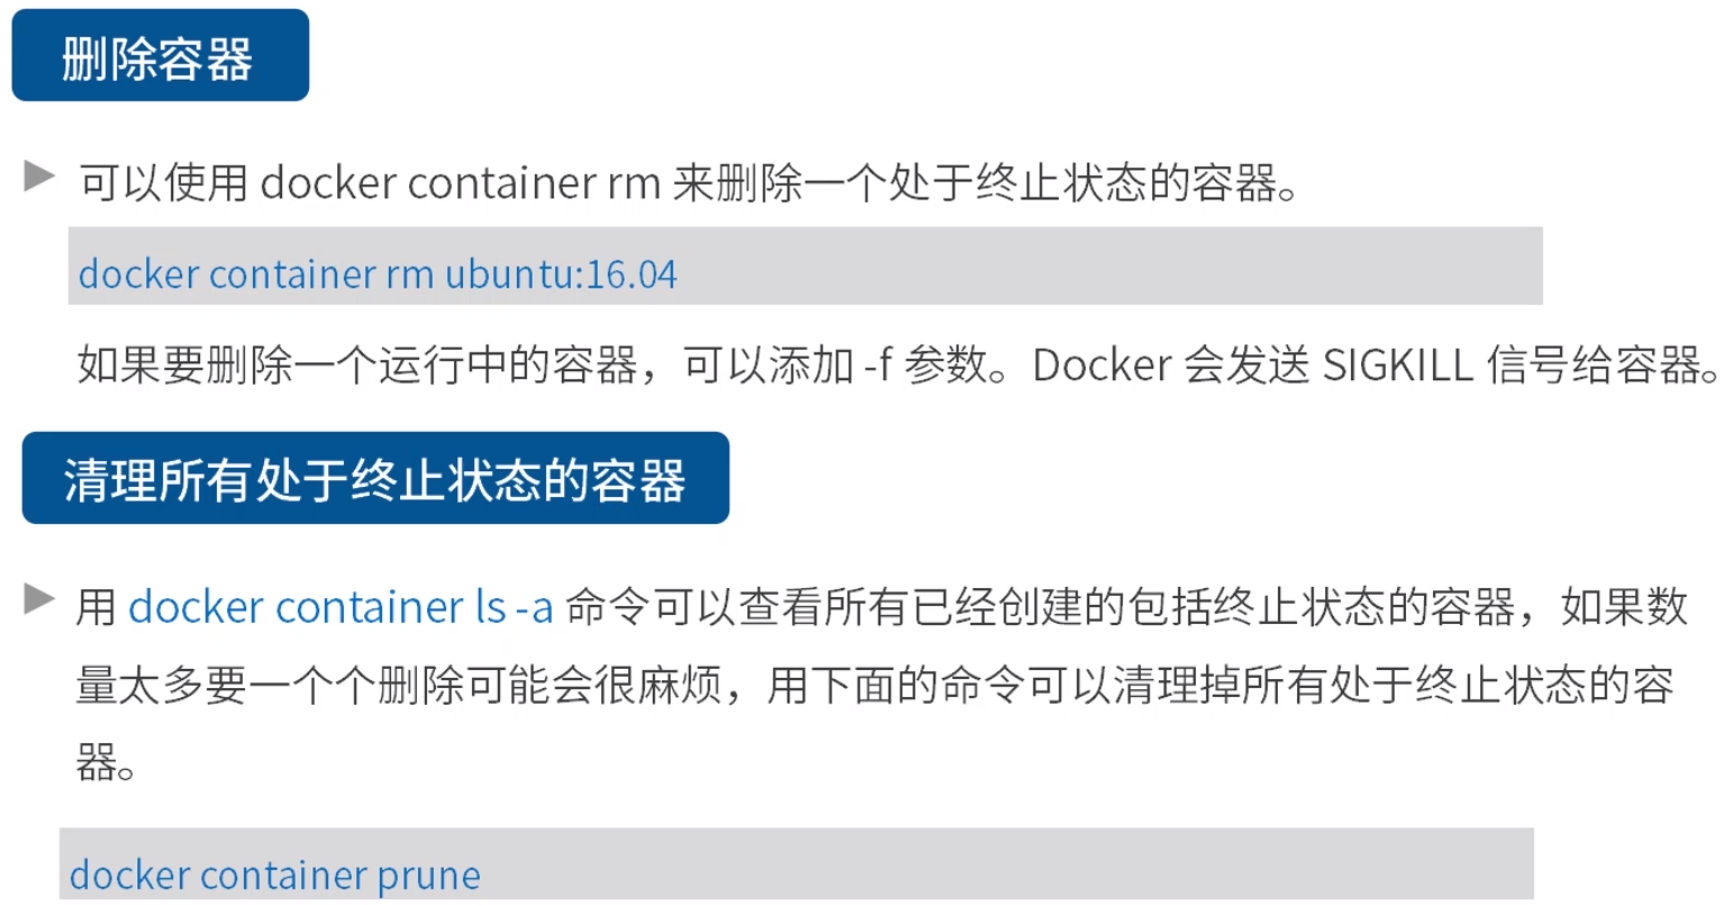 删除容器
可以使用 docker container rm 来删除一个处于终止状态的容器。
docker container rm ubuntu:16.04
如果要删除一个运行中的容器，可以添加 -f 参数。Docker 会发送 SIGKILL 信号给容器。
清理所有处于终止状态的容器
用 docker container ls -a 命令可以查看所有已经创建的包括终止状态的容器，如果数
量太多要一个个删除可能会很麻烦，用下面的命令可以清理掉所有处于终止状态的容
器。
docker container prune